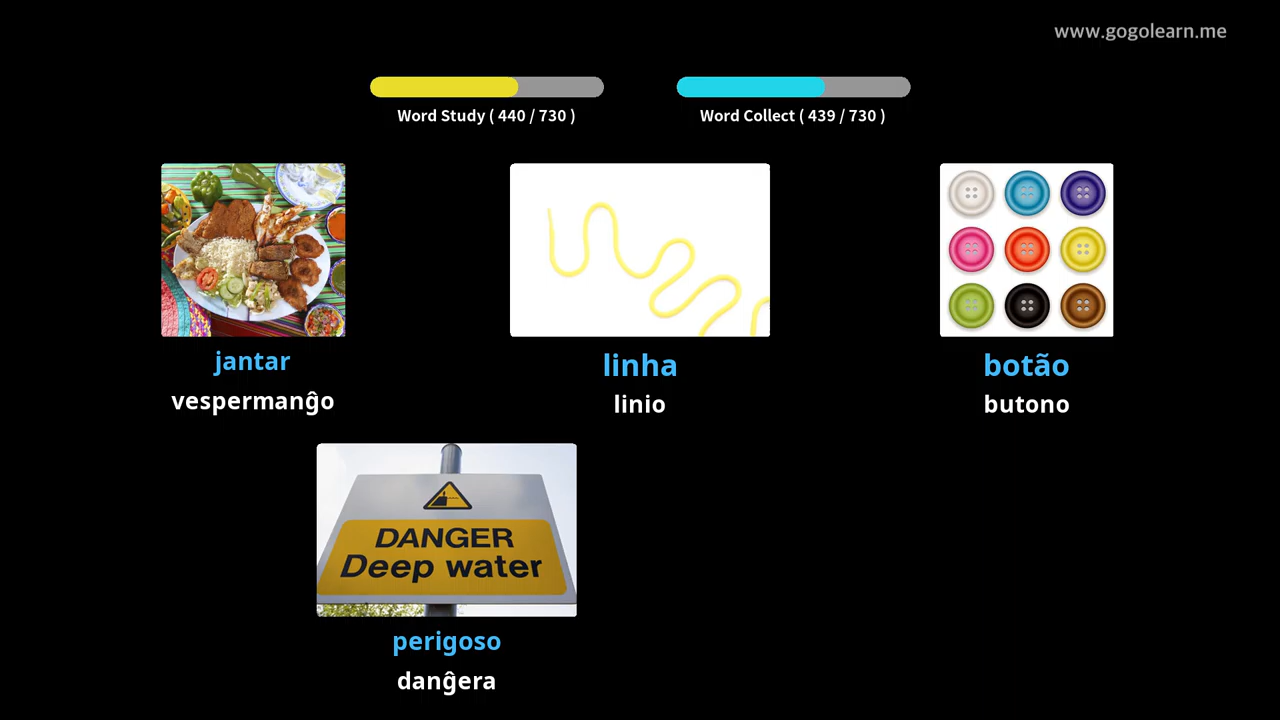 www.gogolearn.me
Word Study ( 440 / 730 )
Word Collect ( 439 / 730 )
jantar
vespermanĝo
linha
linio
botão
butono
DANGER
Deep water
perigoso
danĝera